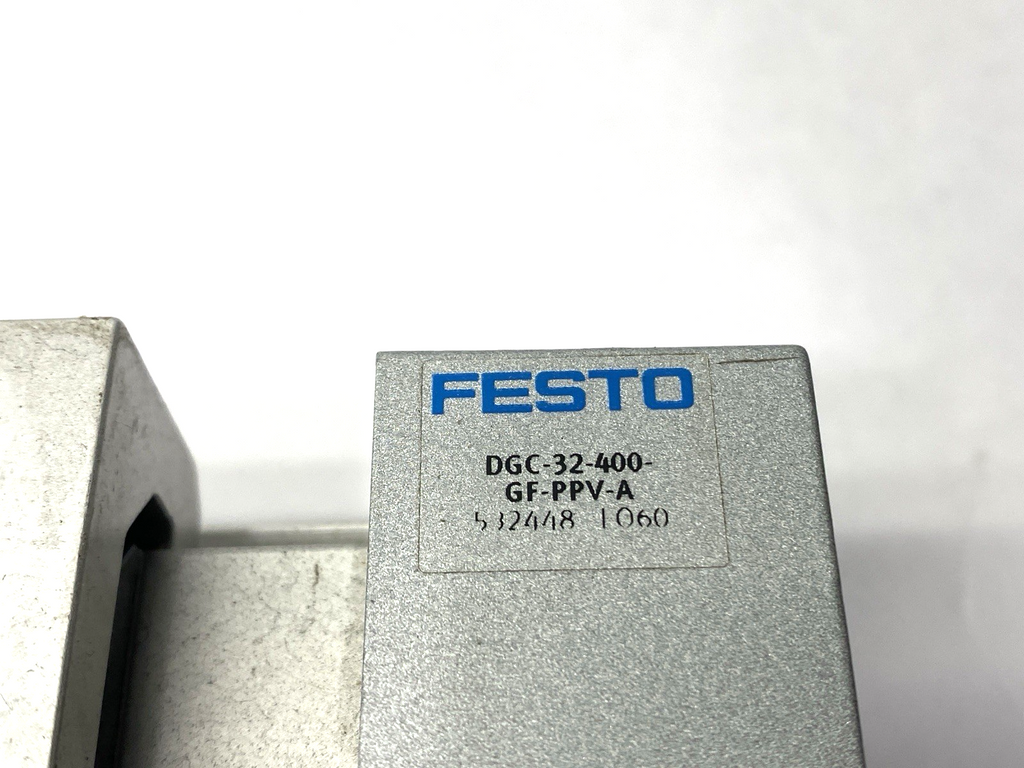 FESTO
DGC-32-400-
GF-PPV-A
532448 1060